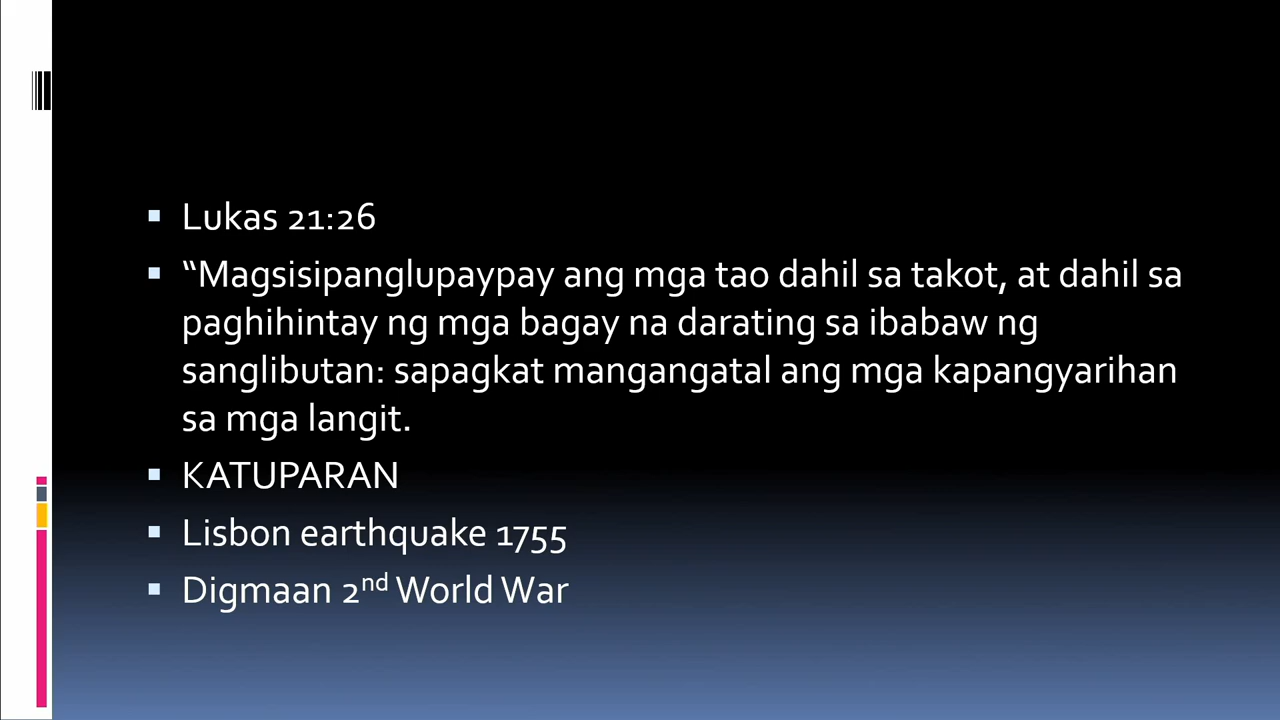 Lukas 21:26
“Magsisipanglupaypay ang mga tao dahil sa takot, at dahil sa
paghihintay ng mga bagay na darating sa ibabaw ng
sanglibutan: sapagkat mangangatal ang mga kapangyarihan
sa mga langit.
KATUPARAN
Lisbon earthquake 1755
Digmaan 2nd World War